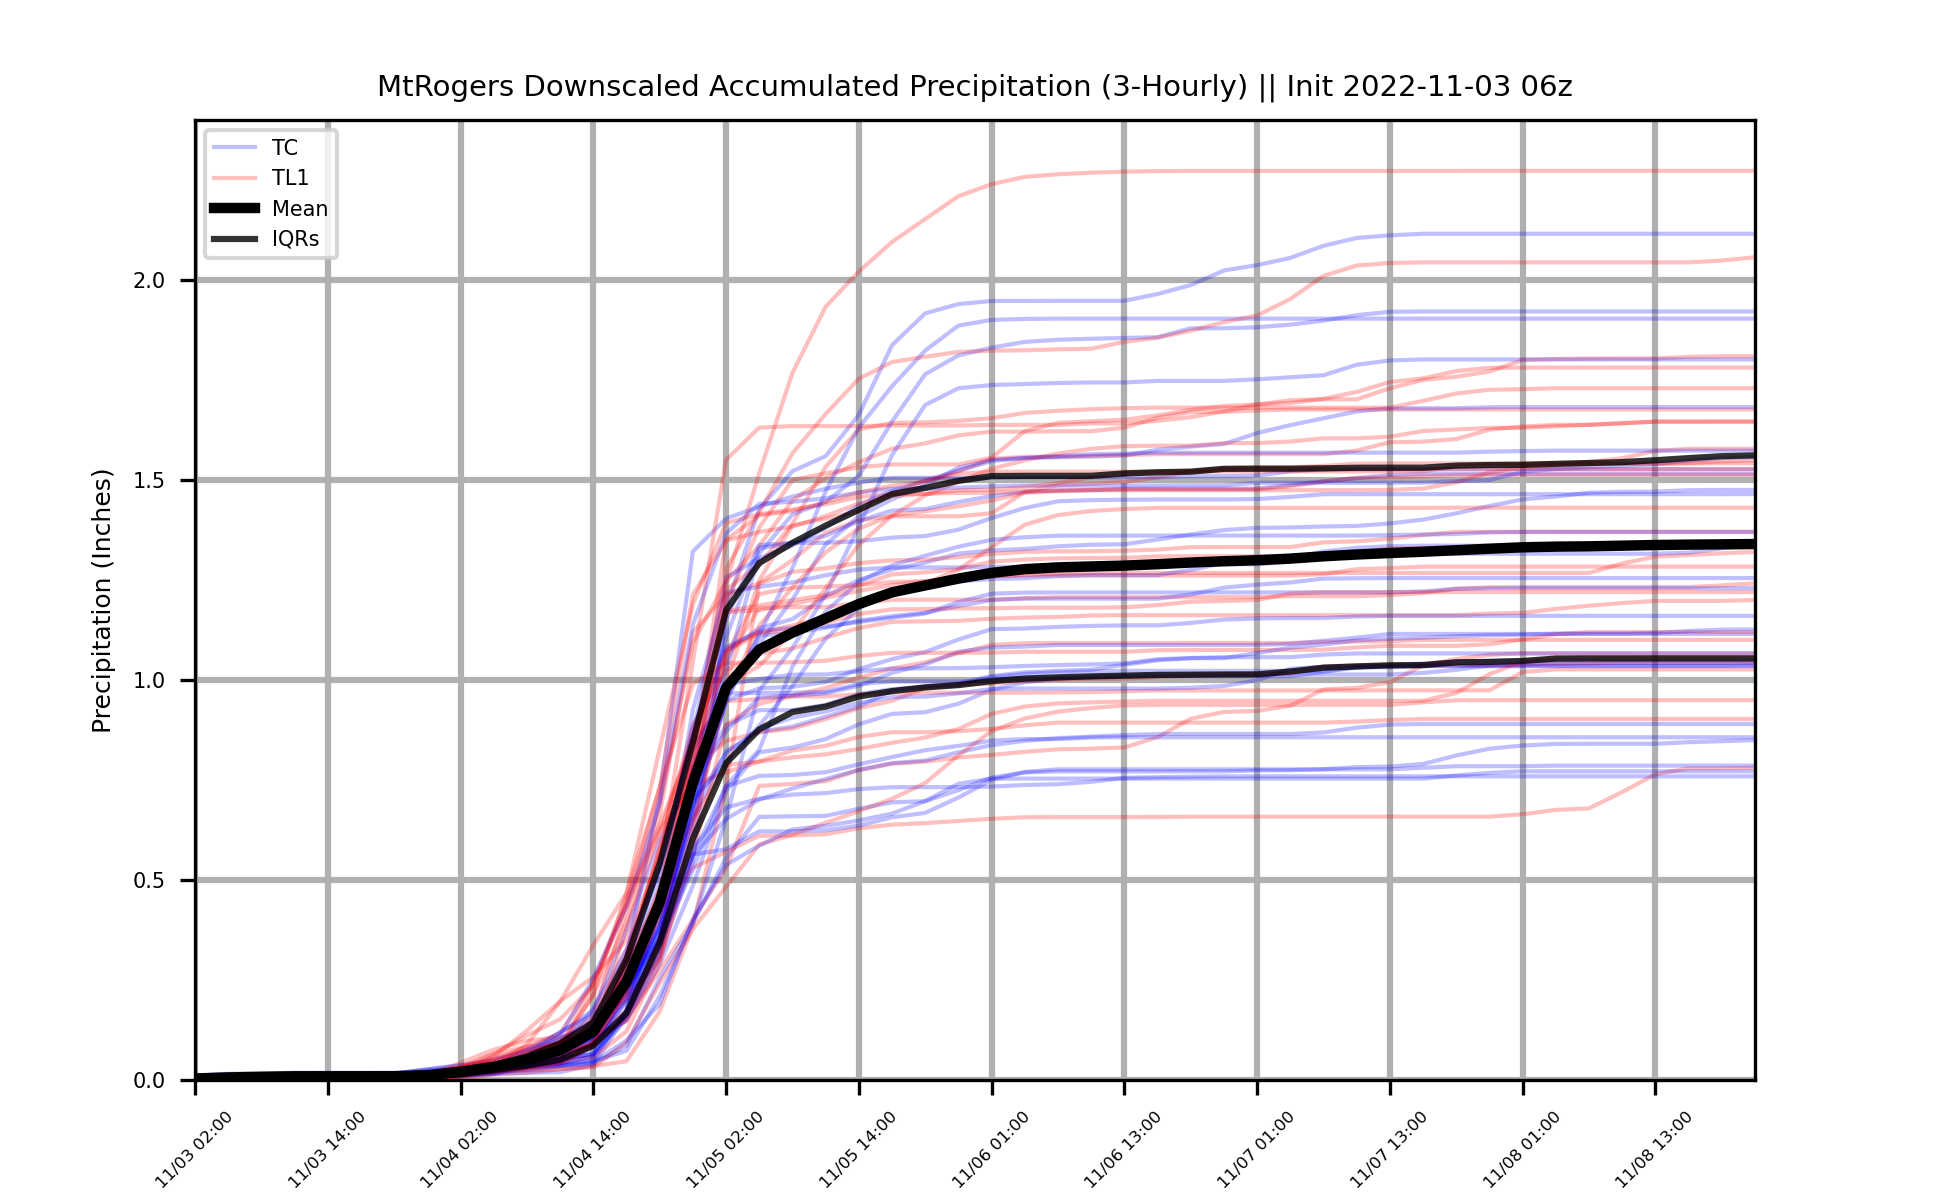 MtRogers Downscaled Accumulated Precipitation (3-Hourly) || Init 2022-11-03 06z
TC
TL1
Mean
IQRs
Precipitation (Inches)
2.0
1.5
1.0
0.5
0.0
11/03 02:00
11/03 14:00
11/04 02:00
11/04 14:00
11/05 02:00
11/05 14:00
11/06 01:00
11/06 13:00
11/07 01:00
11/07 13:00
11/08 01:00
11/08 13:00